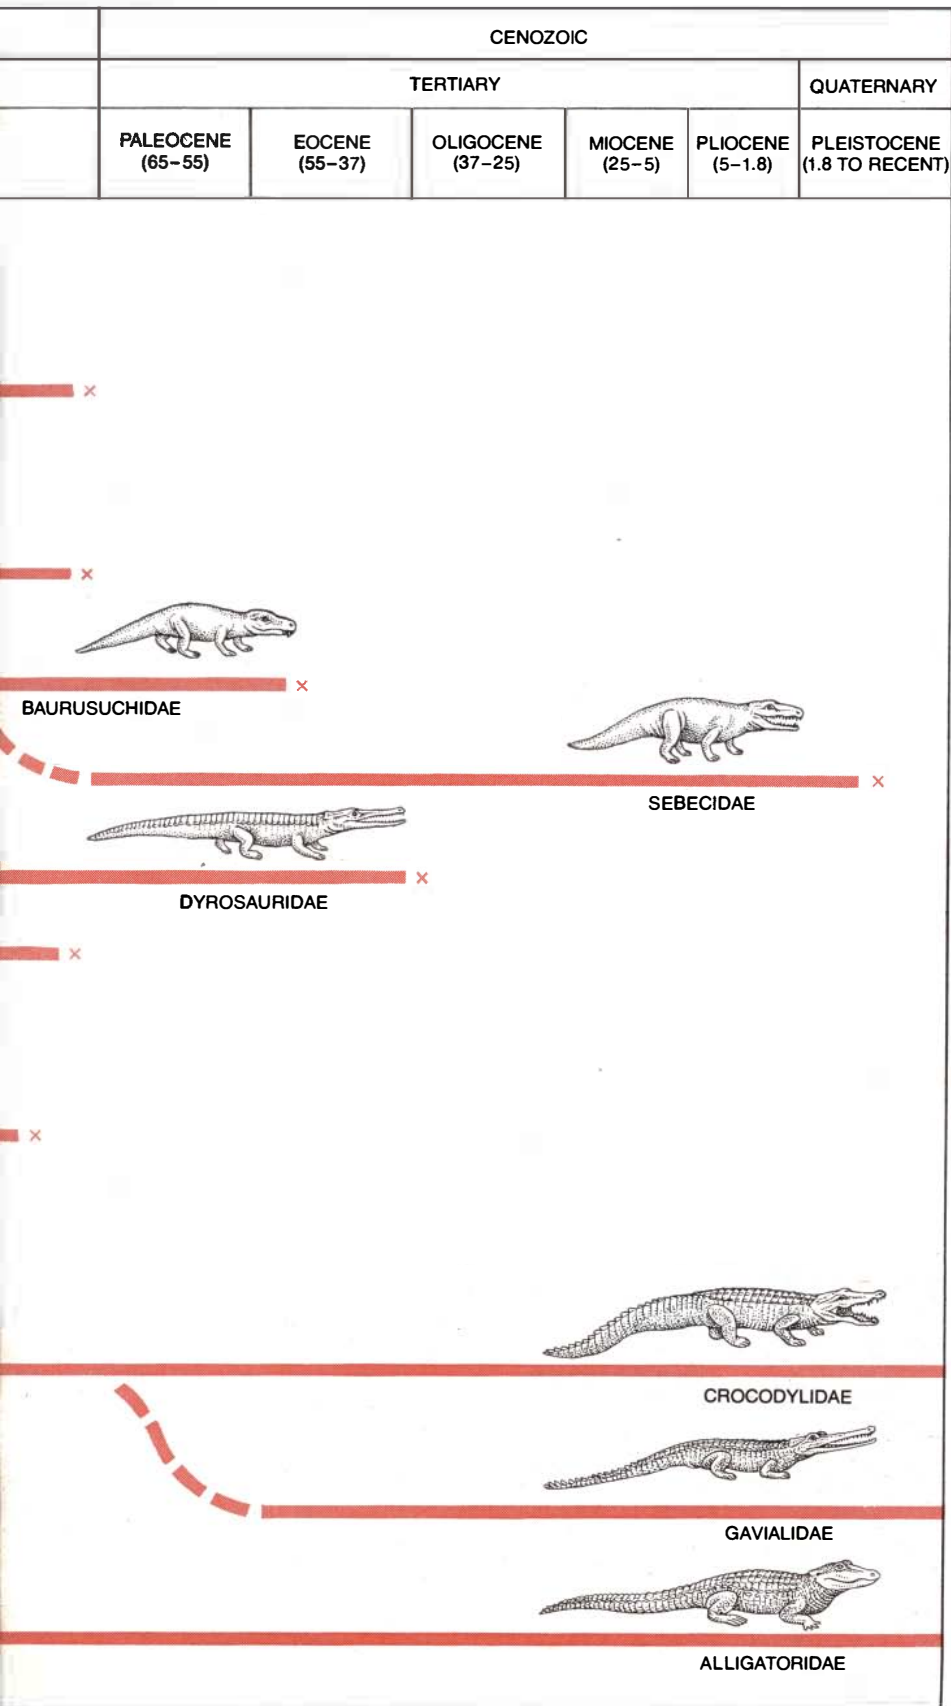 CENOZOIC
TERTIARY
QUATERNARY
PALEOCENE
(65–55)
EOCENE
(55–37)
OLIGOCENE
(37–25)
MIOCENE
(25–5)
PLIOCENE
(5–1.8)
PLEISTOCENE
(1.8 TO RECENT)
BAURUSUCHIDAE
SEBECIDAE
DYROSAURIDAE
CROCODYLIDAE
GAVIALIDAE
ALLIGATORIDAE